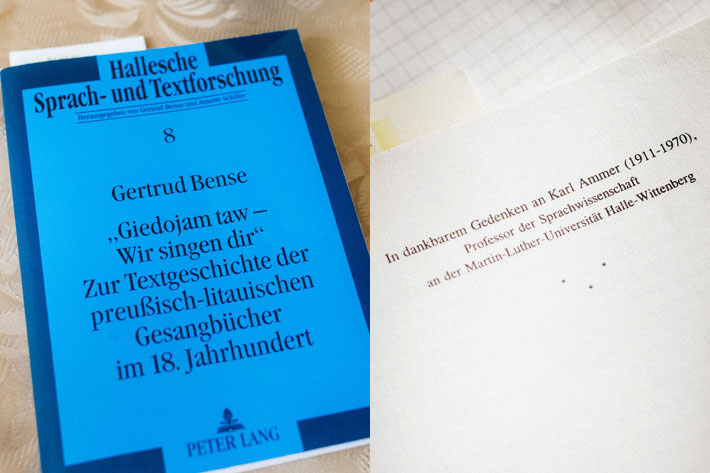 Hallesche
Sprach- und Textforschung
Herausgegeben von Gertrud Bense und Annette Schiller
8
Gertrud Bense
„Giedojam taw –
Wir singen dir“
Zur Textgeschichte der
preußisch-litauischen
Gesangbücher
im 18. Jahrhundert
PETER LANG
In dankbarem Gedenken an Karl Ammer (1911-1970),
Professor der Sprachwissenschaft
an der Martin-Luther-Universität Halle-Wittenberg